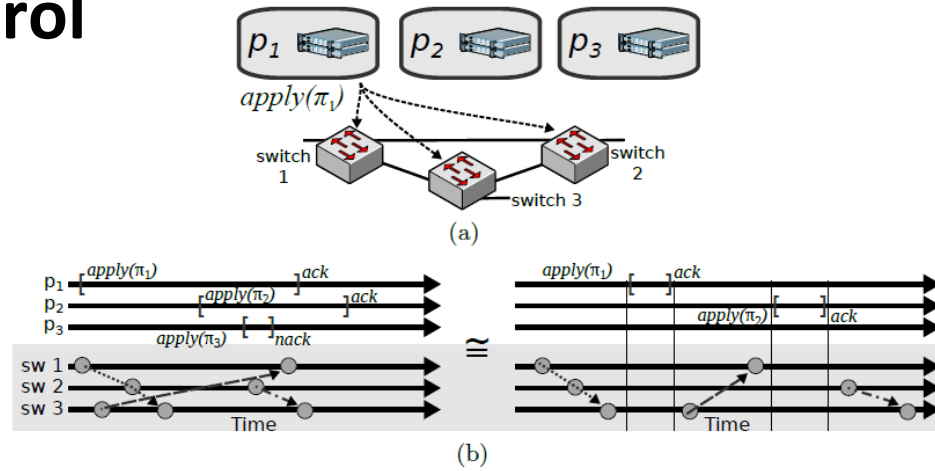 rol
p1 p2 p3
apply(π1)
switch 1
switch 2
switch 3
(a)
apply(π1) ack apply(π1) ack
p1
apply(π2) ack
p2
p3
apply(π3) nack apply(π2) ack
≅
sw 1
sw 2
sw 3
Time Time
(b)